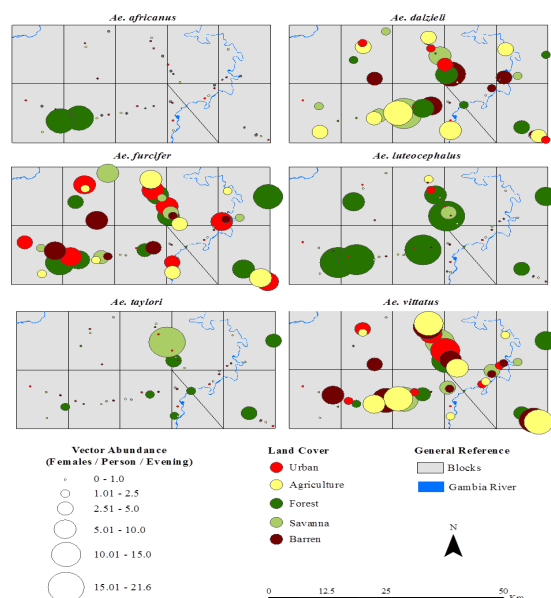 Ae. africanus
Ae. dalzieli
Ae. furcifer
Ae. luteocephalus
Ae. taylori
Ae. vittatus
Vector Abundance
(Females / Person / Evening)
0 - 1.0
1.01 - 2.5
2.51 - 5.0
5.01 - 10.0
10.01 - 15.0
15.01 - 21.6
Land Cover
Urban
Agriculture
Forest
Savanna
Barren
General Reference
Blocks
Gambia River
N
0 12.5 25 50
Km